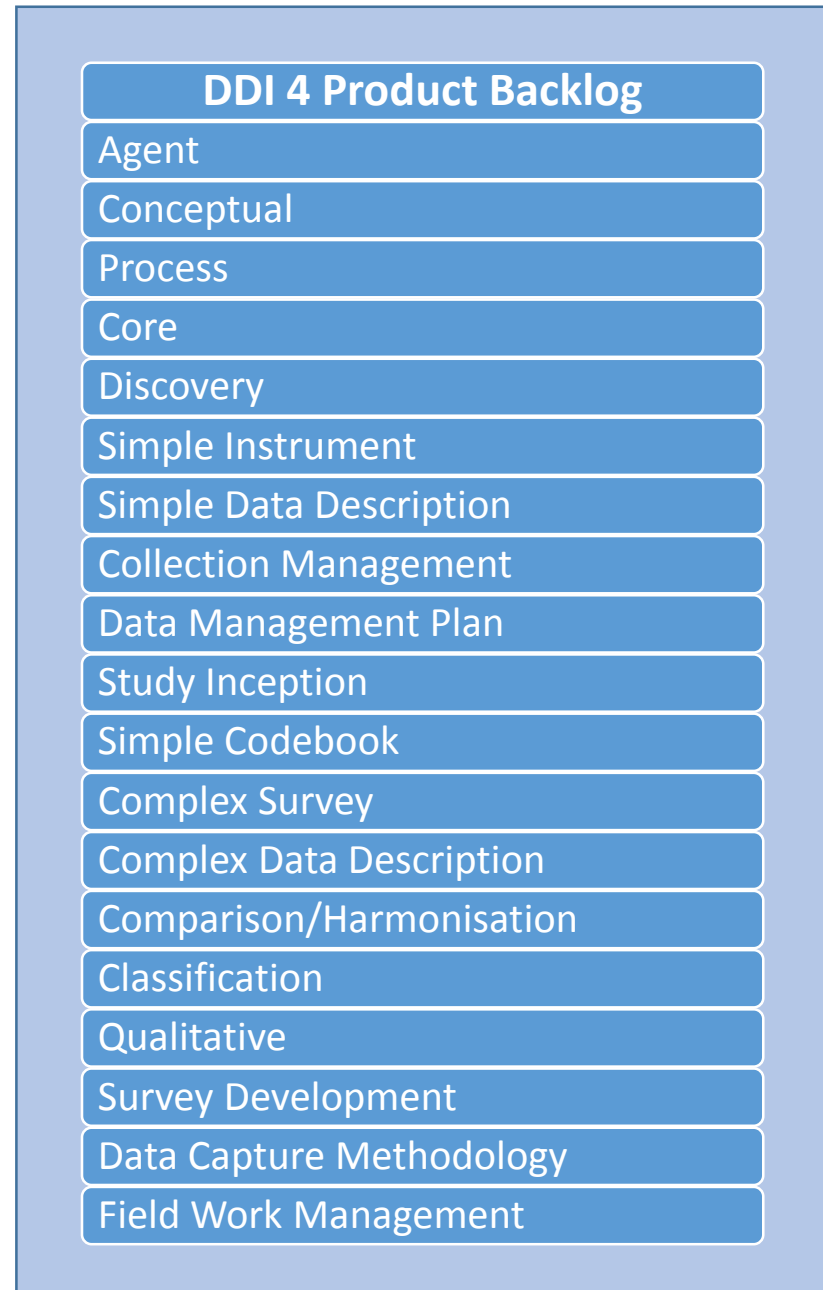 DDI 4 Product Backlog
Agent
Conceptual
Process
Core
Discovery
Simple Instrument
Simple Data Description
Collection Management
Data Management Plan
Study Inception
Simple Codebook
Complex Survey
Complex Data Description
Comparison/Harmonisation
Classification
Qualitative
Survey Development
Data Capture Methodology
Field Work Management